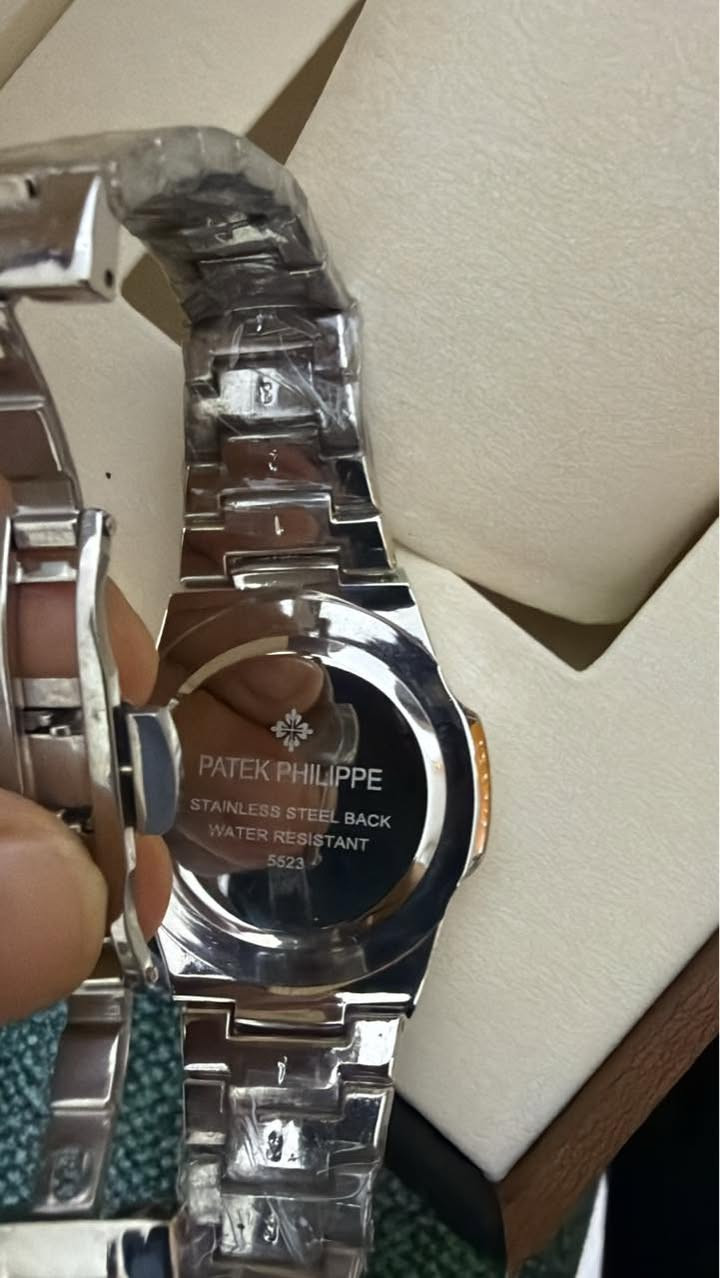 PATEK PHILIPPE
STAINLESS STEEL BACK
WATER RESISTANT
5523